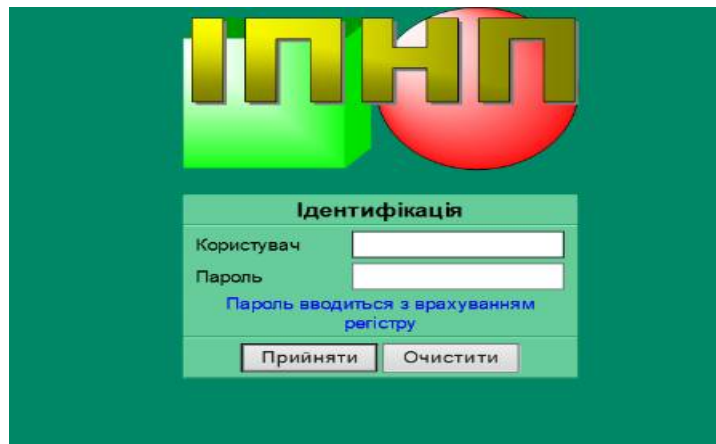 ІПНП
Ідентифікація
Користувач
Пароль
Пароль вводиться з врахуванням
регістру
Прийняти Очистити